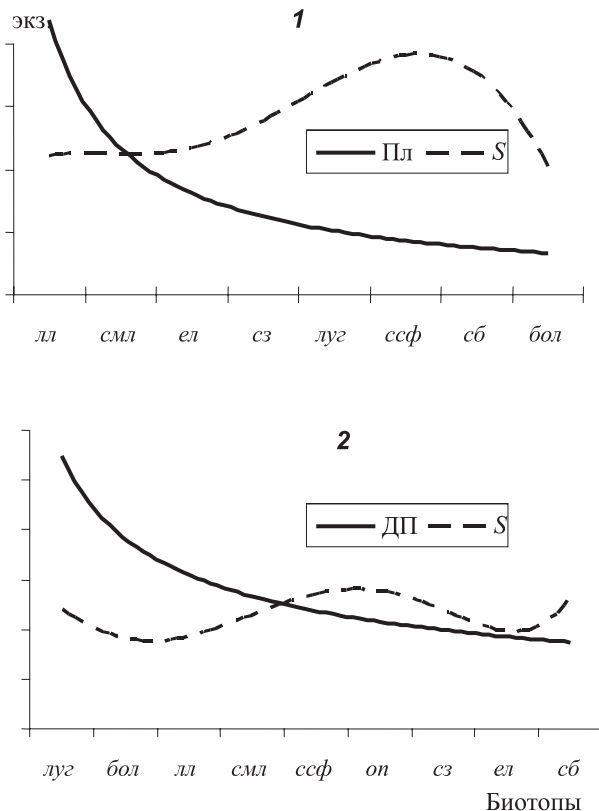 экз.
1
Пл S
лл смл ел сз луг ссф сб бол
2
ДП S
луг бол лл смл ссф оп сз ел сб
Биотопы